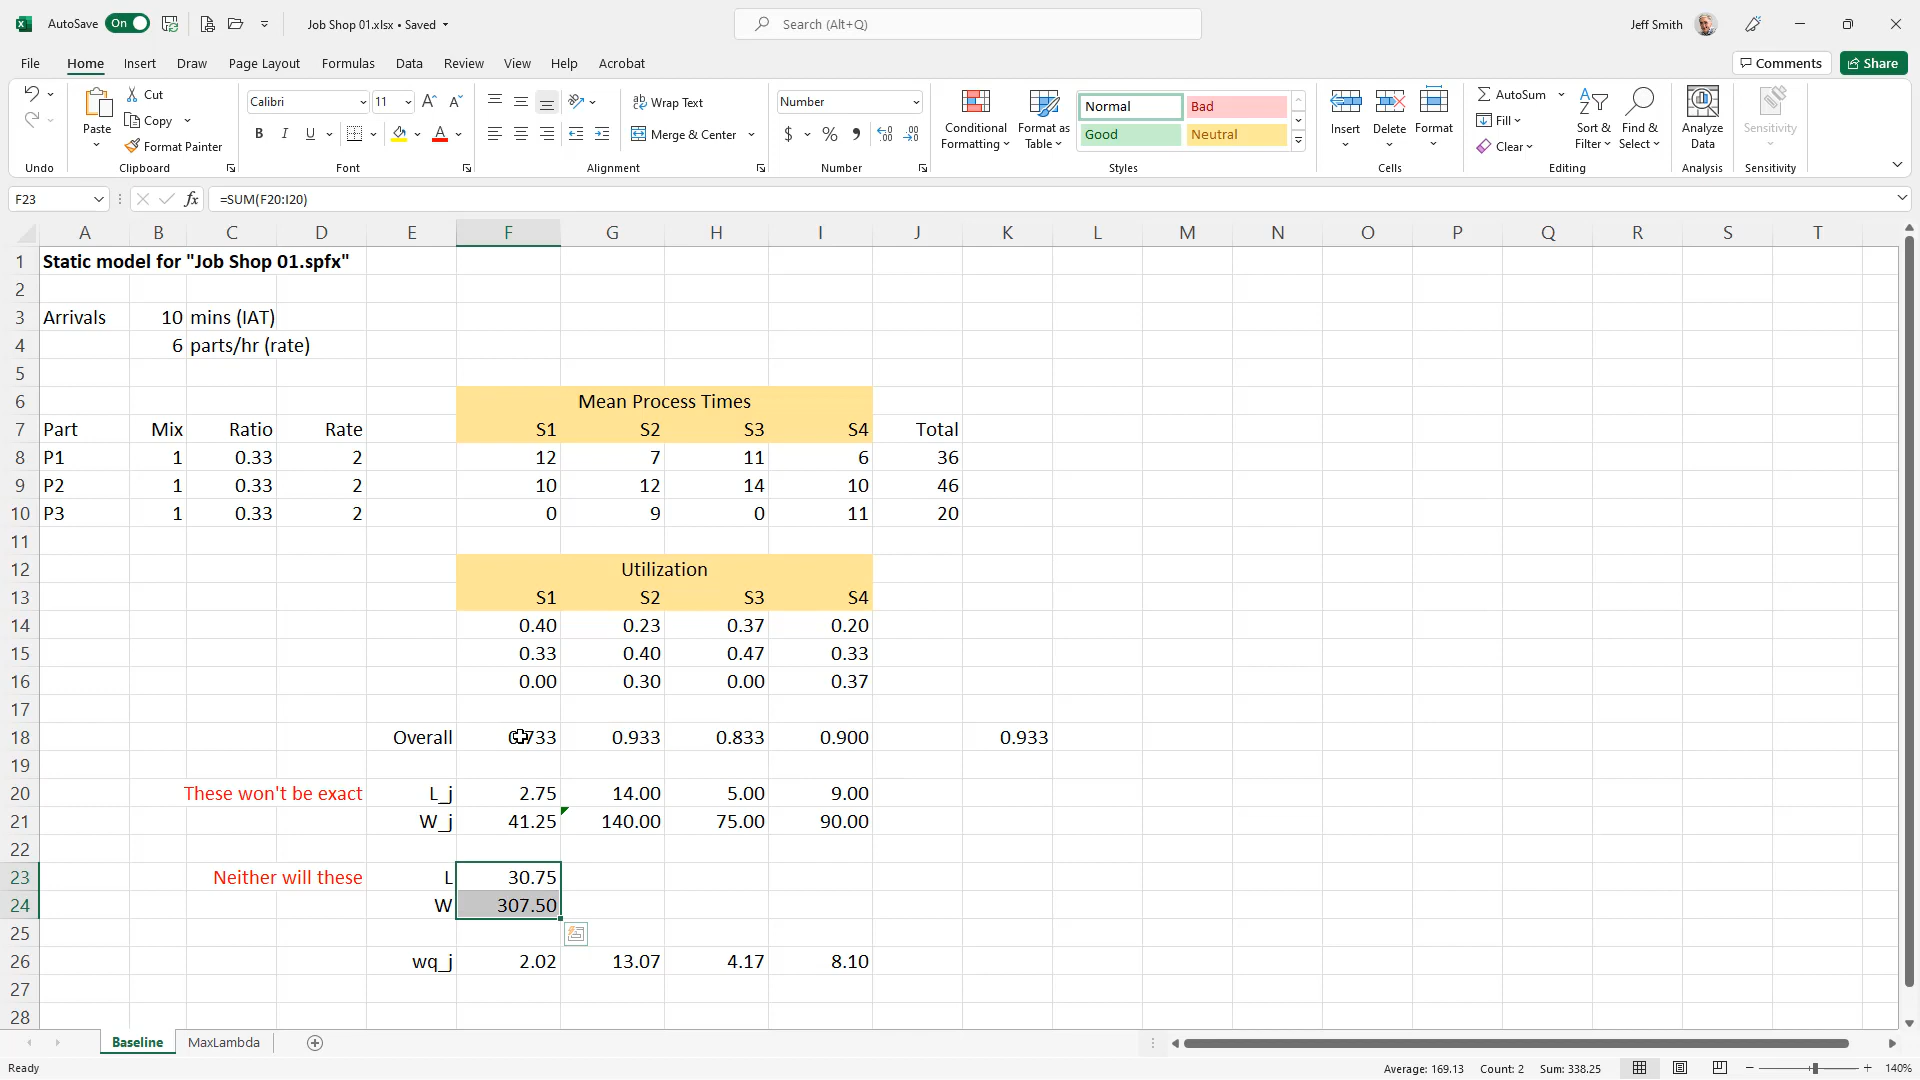 AutoSave On Job Shop 01.xlsx • Saved Search (Alt+Q) Jeff Smith
File Home Insert Draw Page Layout Formulas Data Review View Help Acrobat Comments Share
Cut Calibri 11 Wrap Text Number Normal Bad AutoSum
Paste Copy Conditional Formatting Format as Table Insert Delete Format Fill Sort & Filter Find & Select Analyze Data Sensitivity
Format Painter B I U Merge & Center $ % Good Neutral Clear
Undo Clipboard Font Alignment Number Styles Cells Editing Analysis Sensitivity
F23 fx =SUM(F20:I20)
A B C D E F G H I J K L M N O P Q R S T
1 Static model for "Job Shop 01.spfx"
2
3 Arrivals 10 mins (IAT)
4 6 parts/hr (rate)
5
6 Mean Process Times
7 Part Mix Ratio Rate S1 S2 S3 S4 Total
8 P1 1 0.33 2 12 7 11 6 36
9 P2 1 0.33 2 10 12 14 10 46
10 P3 1 0.33 2 0 9 0 11 20
11
12 Utilization
13 S1 S2 S3 S4
14 0.40 0.23 0.37 0.20
15 0.33 0.40 0.47 0.33
16 0.00 0.30 0.00 0.37
17
18 Overall 0.733 0.933 0.833 0.900 0.933
19
20 These won't be exact L_j 2.75 14.00 5.00 9.00
21 W_j 41.25 140.00 75.00 90.00
22
23 Neither will these L 30.75
24 W 307.50
25
26 wq_j 2.02 13.07 4.17 8.10
27
28
Baseline MaxLambda
Ready Average: 169.13 Count: 2 Sum: 338.25 140%